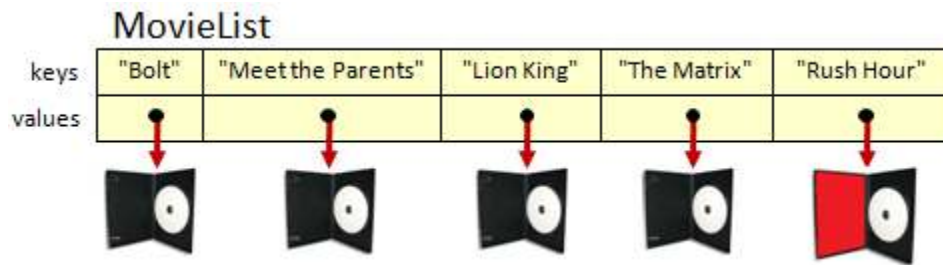 MovieList
keys "Bolt" "Meet the Parents" "Lion King" "The Matrix" "Rush Hour"
values